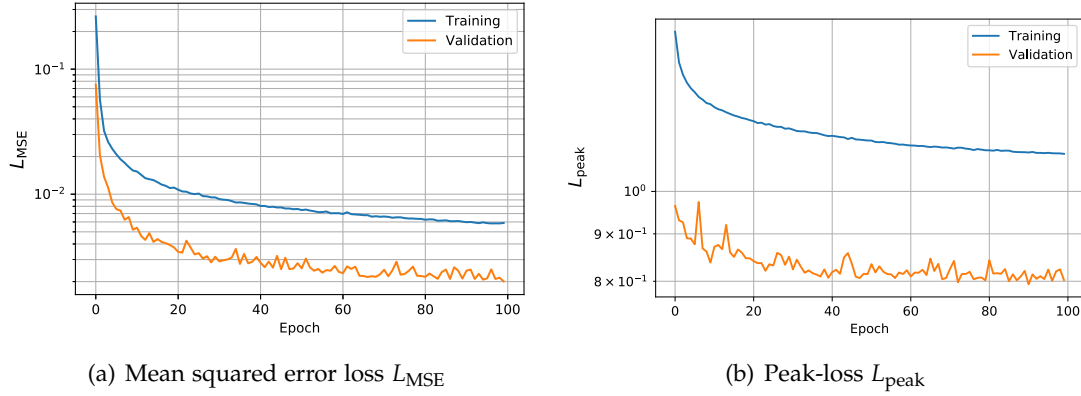 Training
Validation
10⁻¹
10⁻²
L_MSE
0
20
40
60
80
100
Epoch
(a) Mean squared error loss L_MSE
Training
Validation
10⁰
9 × 10⁻¹
8 × 10⁻¹
L_peak
0
20
40
60
80
100
Epoch
(b) Peak-loss L_peak